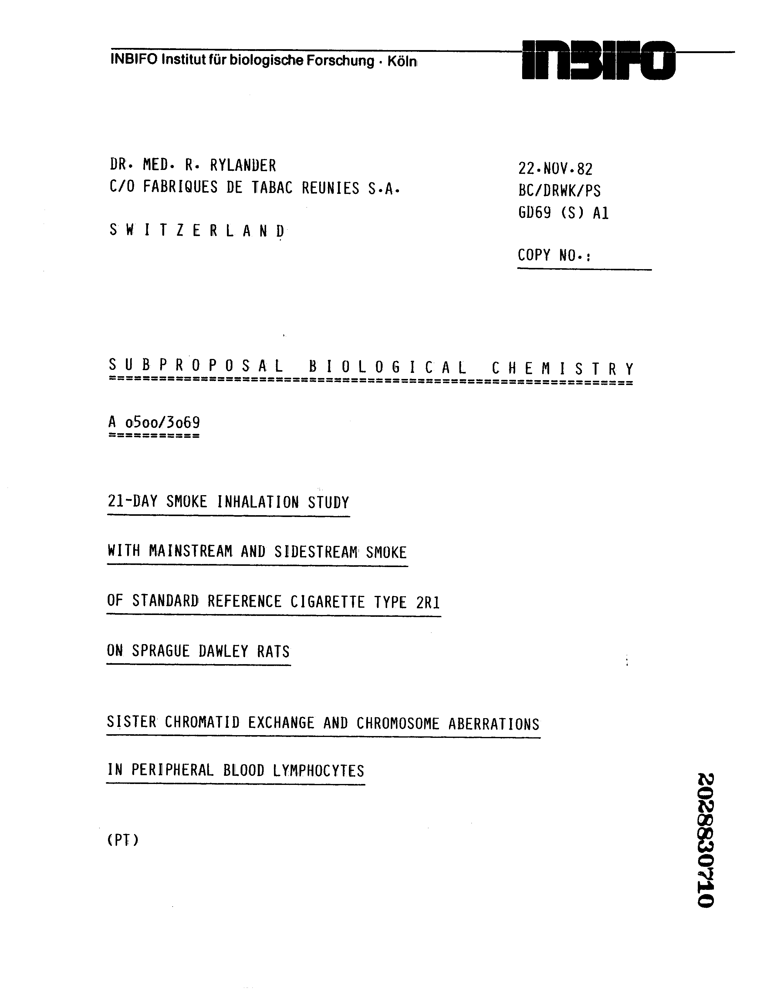 INBIFO Institut für biologische Forschung · Köln
INBIFO
DR. MED. R. RYLANDER
C/O FABRIQUES DE TABAC REUNIES S.A.
S W I T Z E R L A N D
22.NOV.82
BC/DRWK/PS
GD69 (S) A1
COPY NO.:
S U B P R O P O S A L   B I O L O G I C A L   C H E M I S T R Y
A o5oo/3o69
21-DAY SMOKE INHALATION STUDY
WITH MAINSTREAM AND SIDESTREAM SMOKE
OF STANDARD REFERENCE CIGARETTE TYPE 2R1
ON SPRAGUE DAWLEY RATS
SISTER CHROMATID EXCHANGE AND CHROMOSOME ABERRATIONS
IN PERIPHERAL BLOOD LYMPHOCYTES
(PT)
2028830710